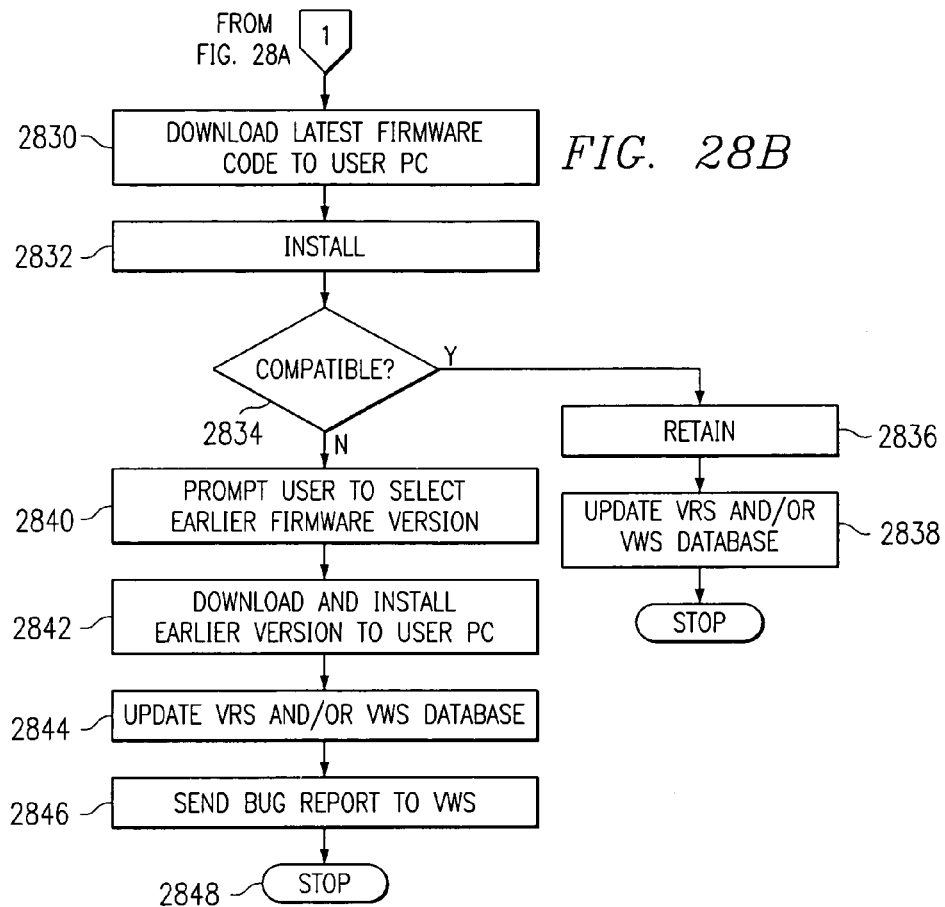 FROM
FIG. 28A
1
2830
DOWNLOAD LATEST FIRMWARE
CODE TO USER PC
FIG. 28B
2832
INSTALL
COMPATIBLE?
Y
2834
N
RETAIN
2836
2840
PROMPT USER TO SELECT
EARLIER FIRMWARE VERSION
UPDATE VRS AND/OR
VWS DATABASE
2838
2842
DOWNLOAD AND INSTALL
EARLIER VERSION TO USER PC
STOP
2844
UPDATE VRS AND/OR VWS DATABASE
2846
SEND BUG REPORT TO VWS
2848
STOP